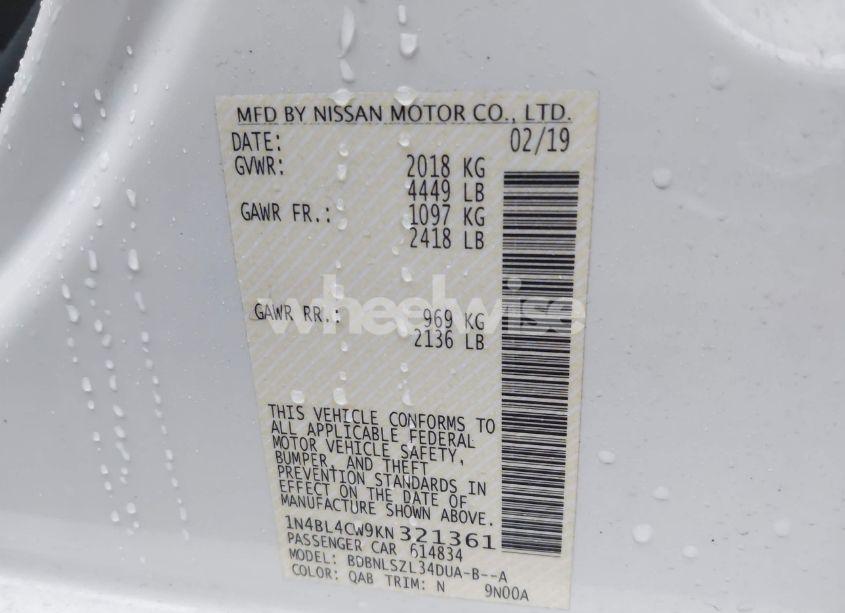 MFD BY NISSAN MOTOR CO., LTD.
DATE: 02/19
GVWR: 2018 KG
4449 LB
GAWR FR.: 1097 KG
2418 LB
GAWR RR.: 969 KG
2136 LB
wheelwise
THIS VEHICLE CONFORMS TO
ALL APPLICABLE FEDERAL
MOTOR VEHICLE SAFETY,
BUMPER, AND THEFT
PREVENTION STANDARDS IN
EFFECT ON THE DATE OF
MANUFACTURE SHOWN ABOVE.
1N4BL4CW9KN321361
PASSENGER CAR 614834
MODEL: BDBNLSZL34DUA-B--A
COLOR: QAB TRIM: N 9N00A